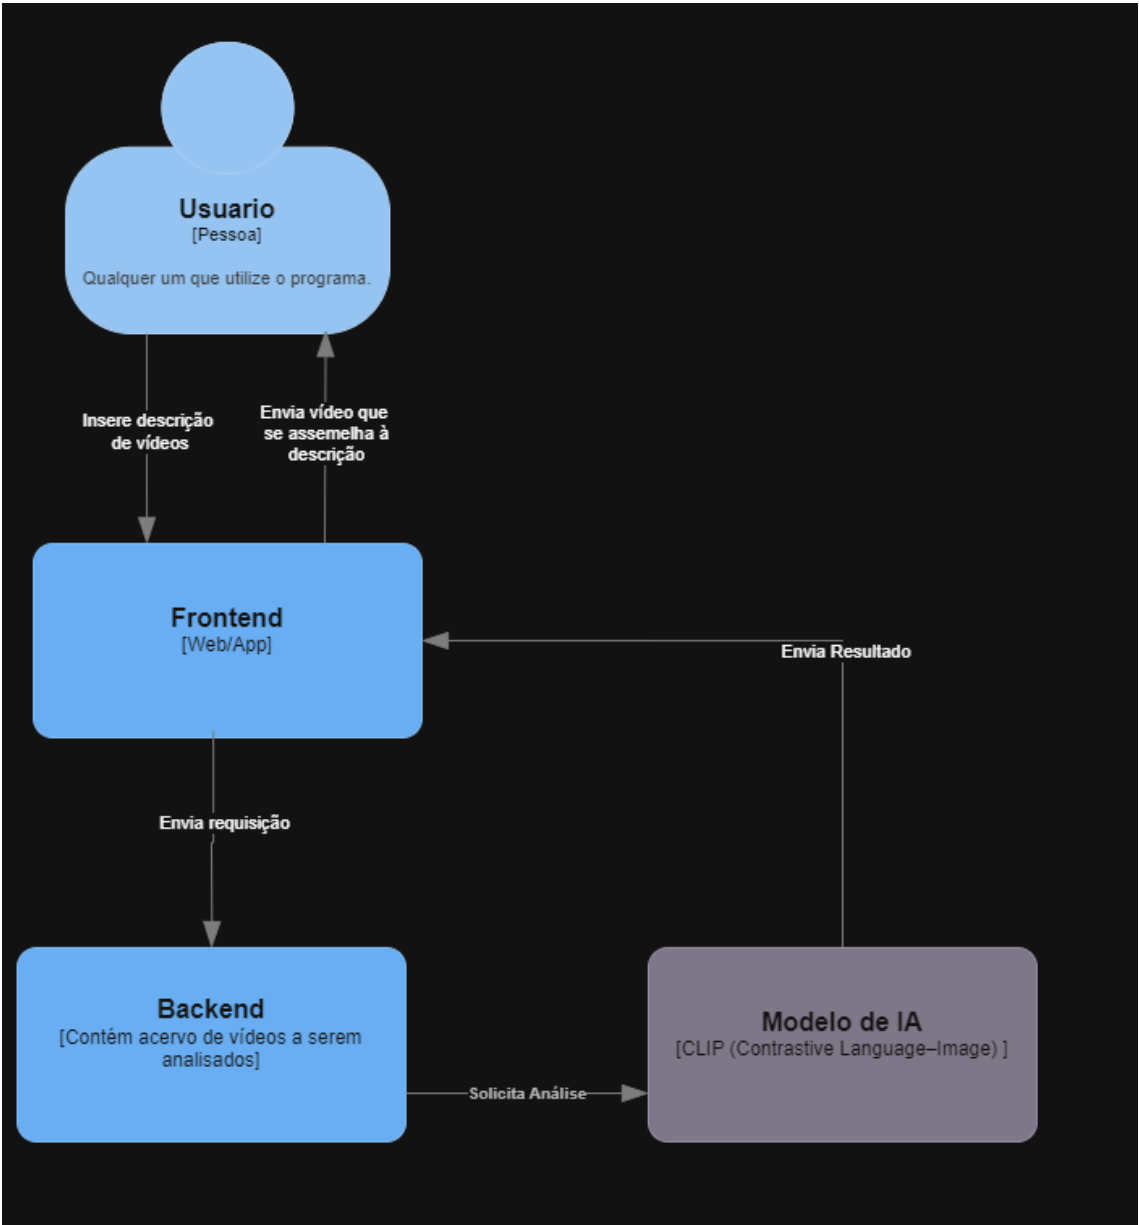 Usuario
[Pessoa]
Qualquer um que utilize o programa.
Insere descrição
de vídeos
Envia vídeo que
se assemelha à
descrição
Frontend
[Web/App]
Envia Resultado
Envia requisição
Backend
[Contém acervo de vídeos a serem
analisados]
Modelo de IA
[CLIP (Contrastive Language–Image) ]
Solicita Análise